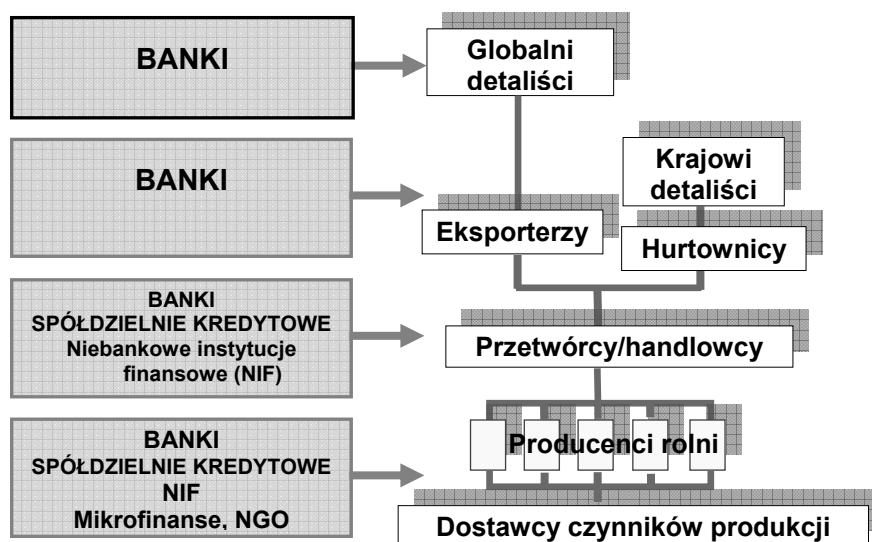 BANKI
Globalni
detaliści
BANKI
Krajowi
detaliści
Eksporterzy
Hurtownicy
BANKI
SPÓŁDZIELNIE KREDYTOWE
Niebankowe instytucje
finansowe (NIF)
Przetwórcy/handlowcy
BANKI
SPÓŁDZIELNIE KREDYTOWE
NIF
Mikrofinanse, NGO
Producenci rolni
Dostawcy czynników produkcji